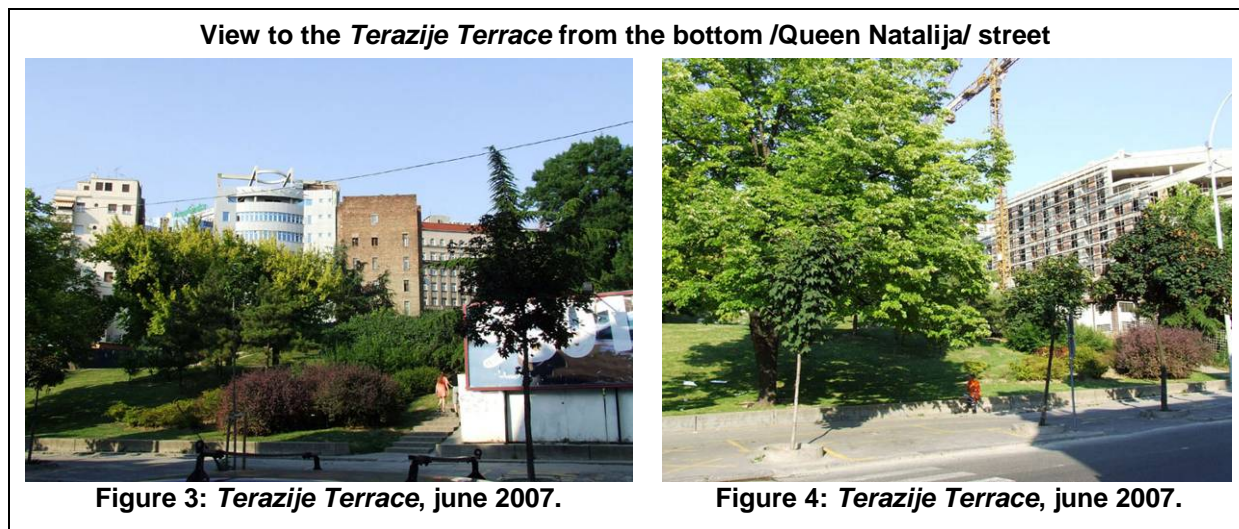 View to the Terazije Terrace from the bottom /Queen Natalija/ street
Figure 3: Terazije Terrace, june 2007.
Figure 4: Terazije Terrace, june 2007.